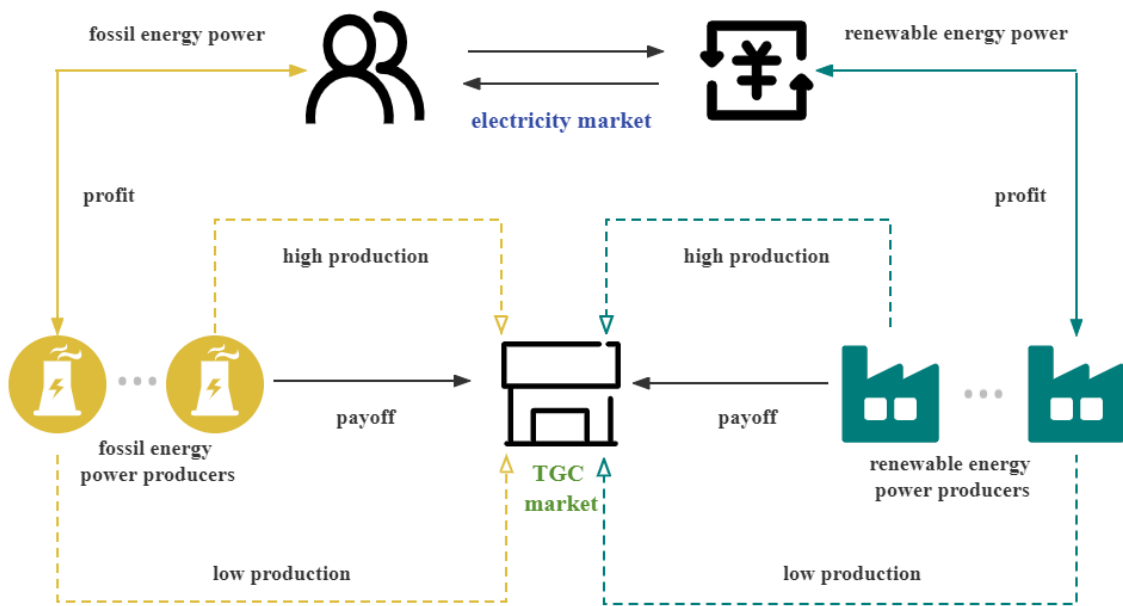 fossil energy power
renewable energy power
electricity market
profit
profit
high production
high production
payoff
payoff
fossil energy
power producers
renewable energy
power producers
TGC
market
low production
low production